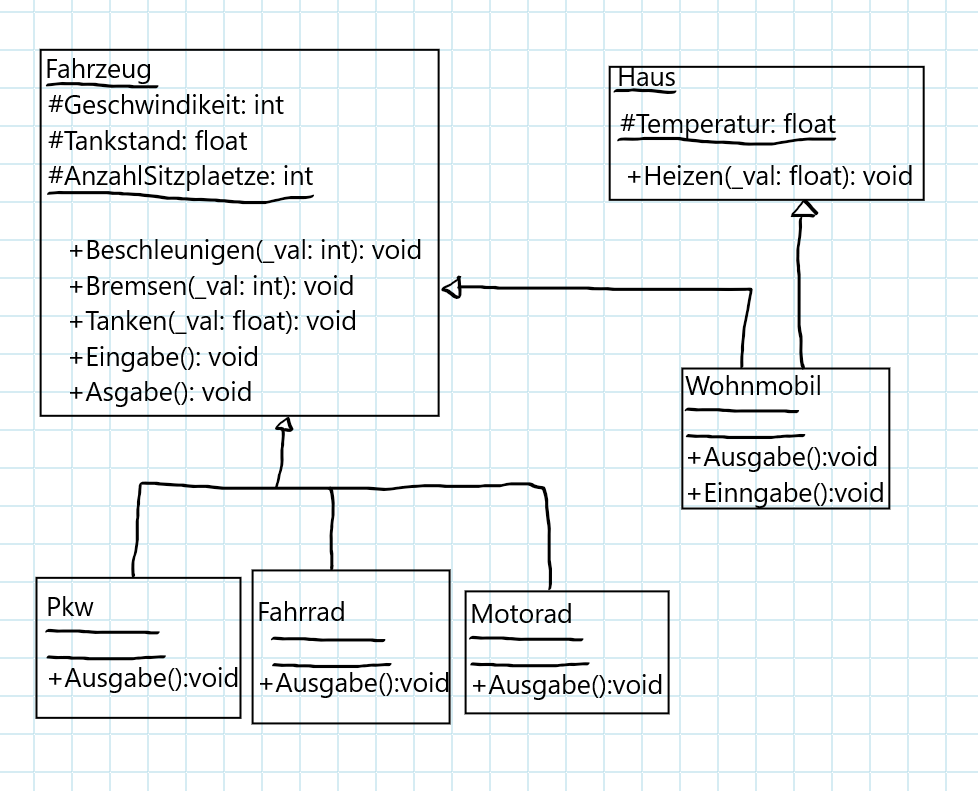 Fahrzeug
#Geschwindikeit: int
#Tankstand: float
#AnzahlSitzplaetze: int
+Beschleunigen(_val: int): void
+Bremsen(_val: int): void
+Tanken(_val: float): void
+Eingabe(): void
+Asgabe(): void
Haus
#Temperatur: float
+Heizen(_val: float): void
Wohnmobil
+Ausgabe():void
+Einngabe():void
Pkw
+Ausgabe():void
Fahrrad
+Ausgabe():void
Motorad
+Ausgabe():void